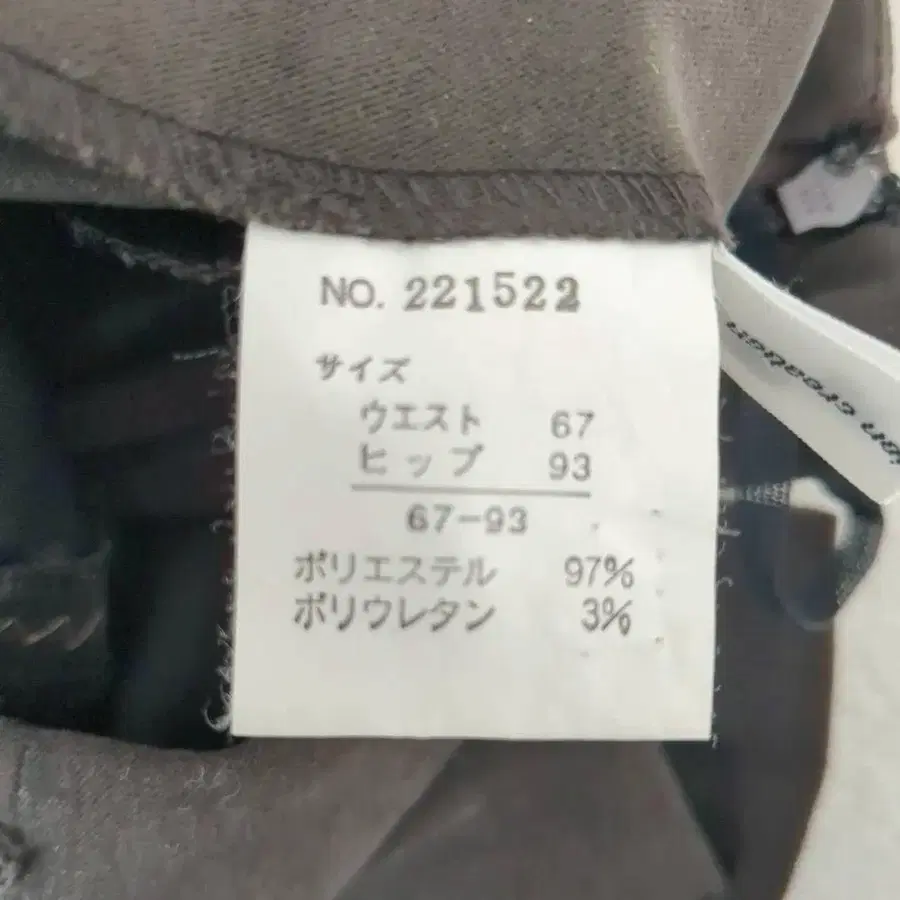 NO. 221522
サイズ
ウエスト 67
ヒップ 93
67-93
ポリエステル 97%
ポリウレタン 3%
creation